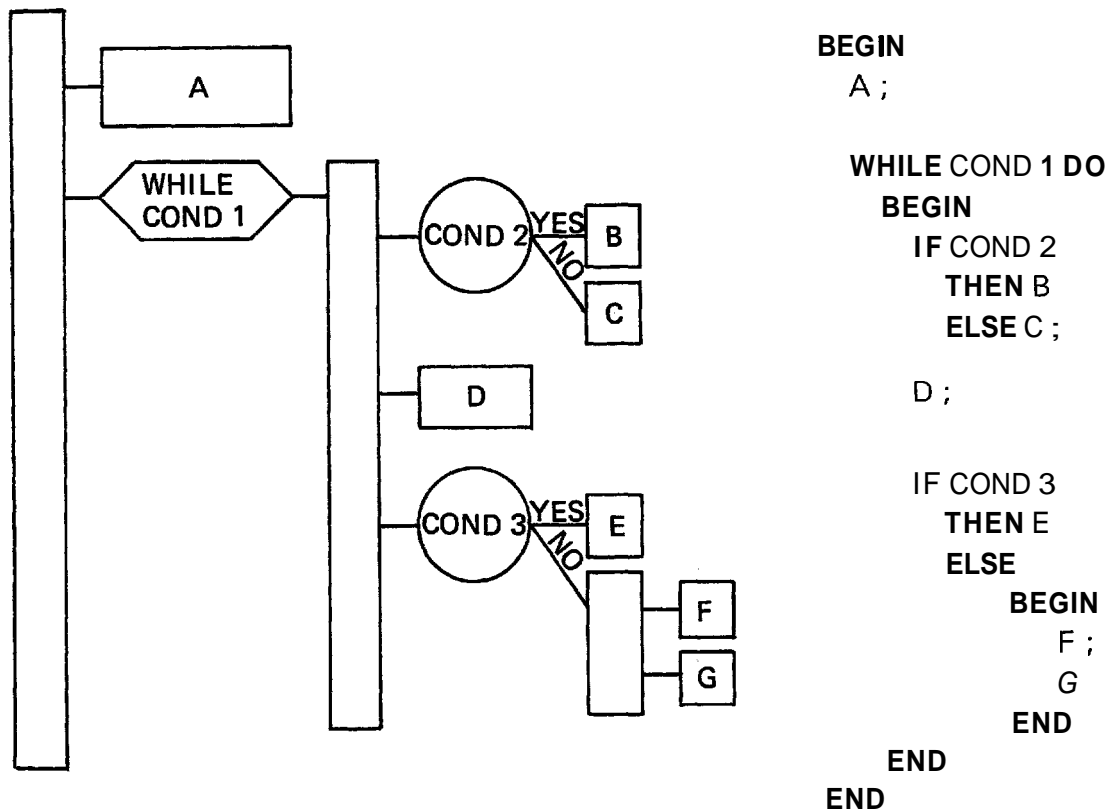 A
WHILE
COND 1
COND 2
YES
NO
B
C
D
COND 3
YES
NO
E
F
G
BEGIN
A ;
WHILE COND 1 DO
BEGIN
IF COND 2
THEN B
ELSE C ;
D ;
IF COND 3
THEN E
ELSE
BEGIN
F ;
G
END
END
END